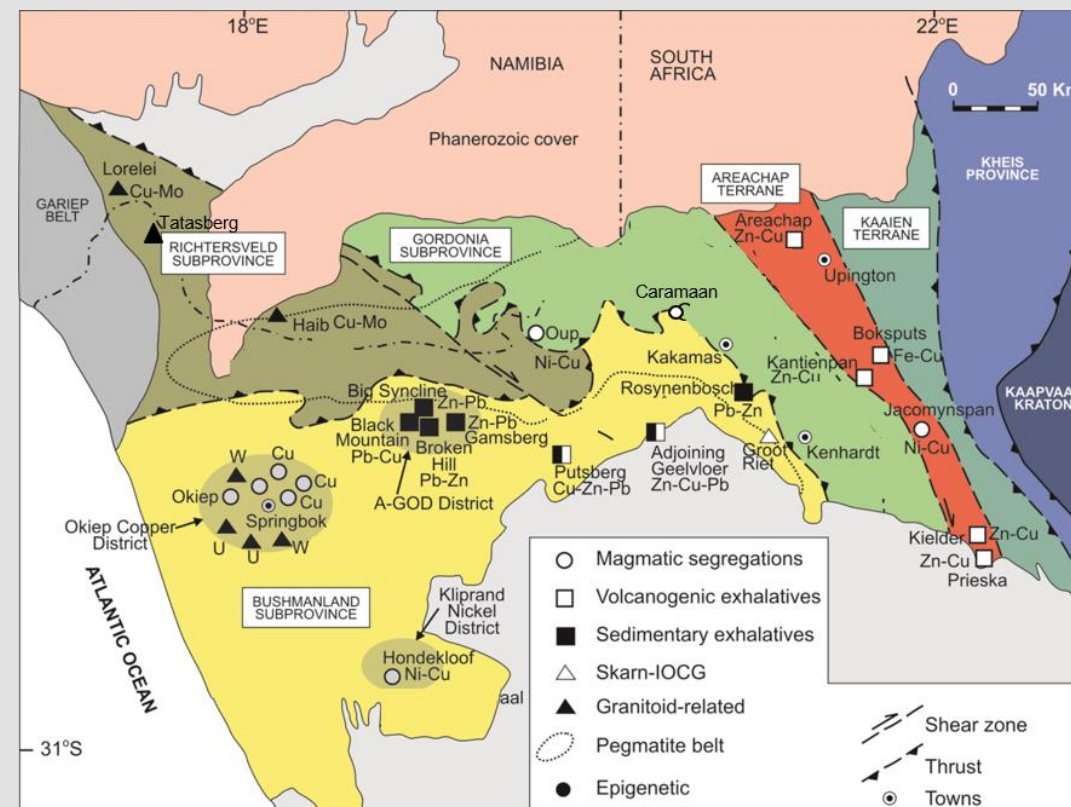 18°E
22°E
NAMIBIA
SOUTH
AFRICA
0 50 Km
Phanerozoic cover
KHEIS
PROVINCE
Lorelei
Cu-Mo
GARIEP
BELT
Tatasberg
RICHTERSVELD
SUBPROVINCE
GORDONIA
SUBPROVINCE
AREACHAP
TERRANE
Areachap
Zn-Cu
KAAIEN
TERRANE
Upington
Caramaan
Haib Cu-Mo
Oup
Ni-Cu
Kakamas
Boksputs
Fe-Cu
Kantienpan
Zn-Cu
KAAPVAA
KRATON
Big Syncline
Zn-Pb
Black
Mountain
Pb-Cu
Zn-Pb
Gamsberg
Broken
Hill
Pb-Zn
A-GOD District
Rosynenbosch
Pb-Zn
Jacomynspan
Ni-Cu
Putsberg
Cu-Zn-Pb
Adjoining
Geelvloer
Zn-Cu-Pb
Groot
Riet
Kenhardt
W
Cu
Cu
Okiep
Cu
Springbok
U
U
W
Okiep Copper
District
Kielder
Zn-Cu
Zn-Cu
Prieska
ATLANTIC OCEAN
BUSHMANLAND
SUBPROVINCE
Kliprand
Nickel
District
Hondekloof
Ni-Cu
aal
31°S
Magmatic segregations
Volcanogenic exhalatives
Sedimentary exhalatives
Skarn-IOCG
Granitoid-related
Pegmatite belt
Epigenetic
Shear zone
Thrust
Towns